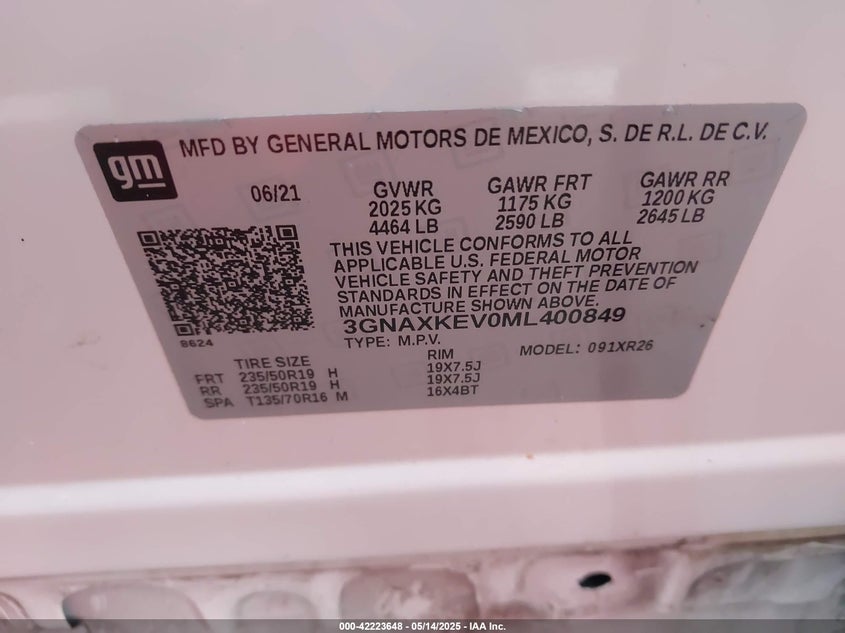 gm
MFD BY GENERAL MOTORS DE MEXICO, S. DE R.L. DE C.V.
06/21 GVWR GAWR FRT GAWR RR
2025 KG 1175 KG 1200 KG
4464 LB 2590 LB 2645 LB
THIS VEHICLE CONFORMS TO ALL
APPLICABLE U.S. FEDERAL MOTOR
VEHICLE SAFETY AND THEFT PREVENTION
STANDARDS IN EFFECT ON THE DATE OF
MANUFACTURE SHOWN ABOVE.
3GNAXKEV0ML400849
8624
TYPE: M.P.V. MODEL: 091XR26
TIRE SIZE RIM
FRT 235/50R19 H 19X7.5J
RR 235/50R19 H 19X7.5J
SPA T135/70R16 M 16X4BT
000-42223648 - 05/14/2025 - IAA Inc.